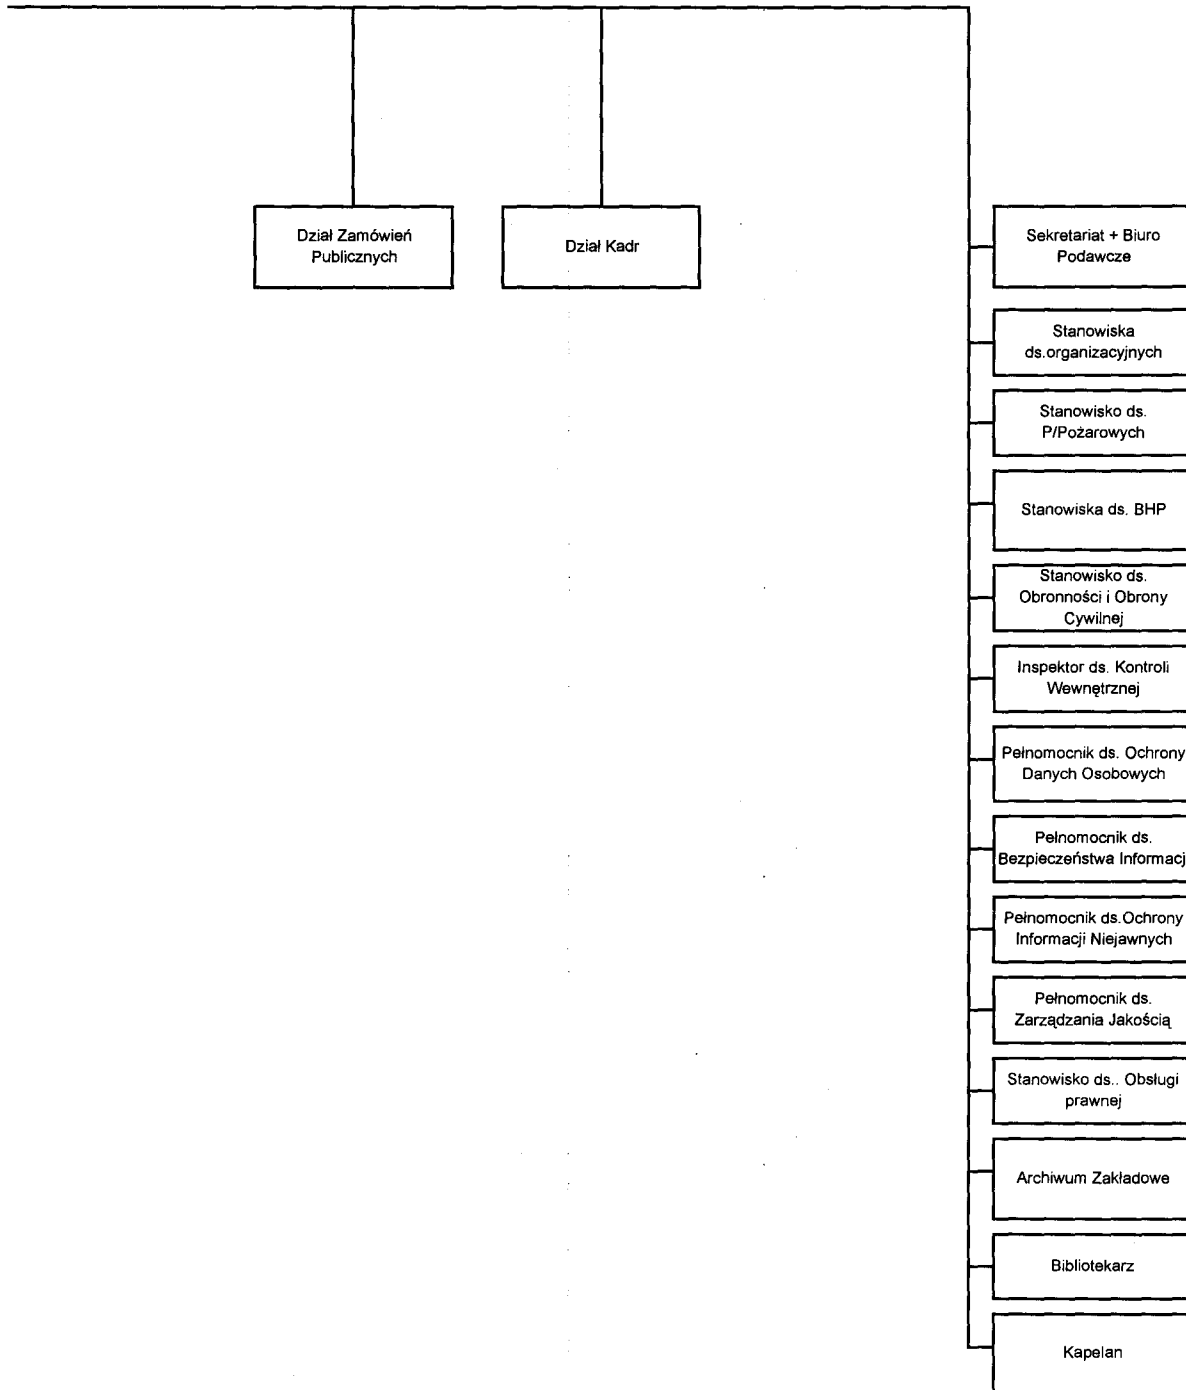 Dział Zamówień
Publicznych
Dział Kadr
Sekretariat + Biuro
Podawcze
Stanowiska
ds.organizacyjnych
Stanowisko ds.
P/Pożarowych
Stanowiska ds. BHP
Stanowisko ds.
Obronności i Obrony
Cywilnej
Inspektor ds. Kontroli
Wewnętrznej
Pełnomocnik ds. Ochrony
Danych Osobowych
Pełnomocnik ds.
Bezpieczeństwa Informacj
Pełnomocnik ds.Ochrony
Informacji Niejawnych
Pełnomocnik ds.
Zarządzania Jakością
Stanowisko ds.. Obsługi
prawnej
Archiwum Zakładowe
Bibliotekarz
Kapelan